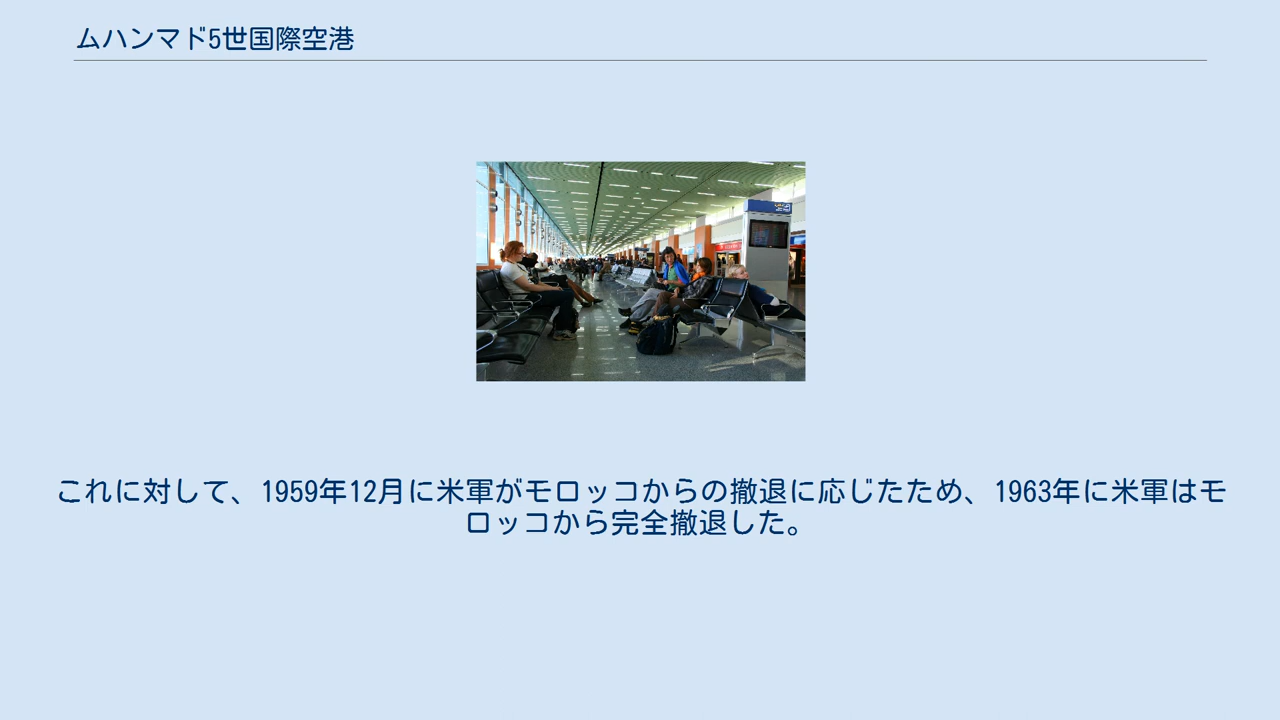 ムハンマド5世国際空港
これに対して、1959年12月に米軍がモロッコからの撤退に応じたため、1963年に米軍はモ
ロッコから完全撤退した。